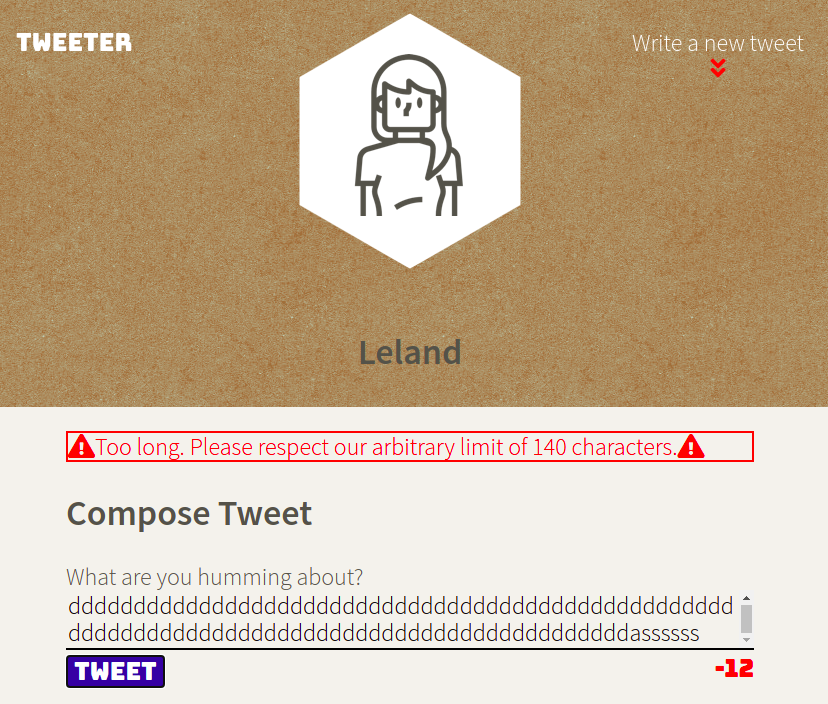 TWEETER
Write a new tweet
Leland
Too long. Please respect our arbitrary limit of 140 characters.
Compose Tweet
What are you humming about?
ddddddddddddddddddddddddddddddddddddddddddddddddddd
dddddddddddddddddddddddddddddddddddddddddddassssss
TWEET
-12